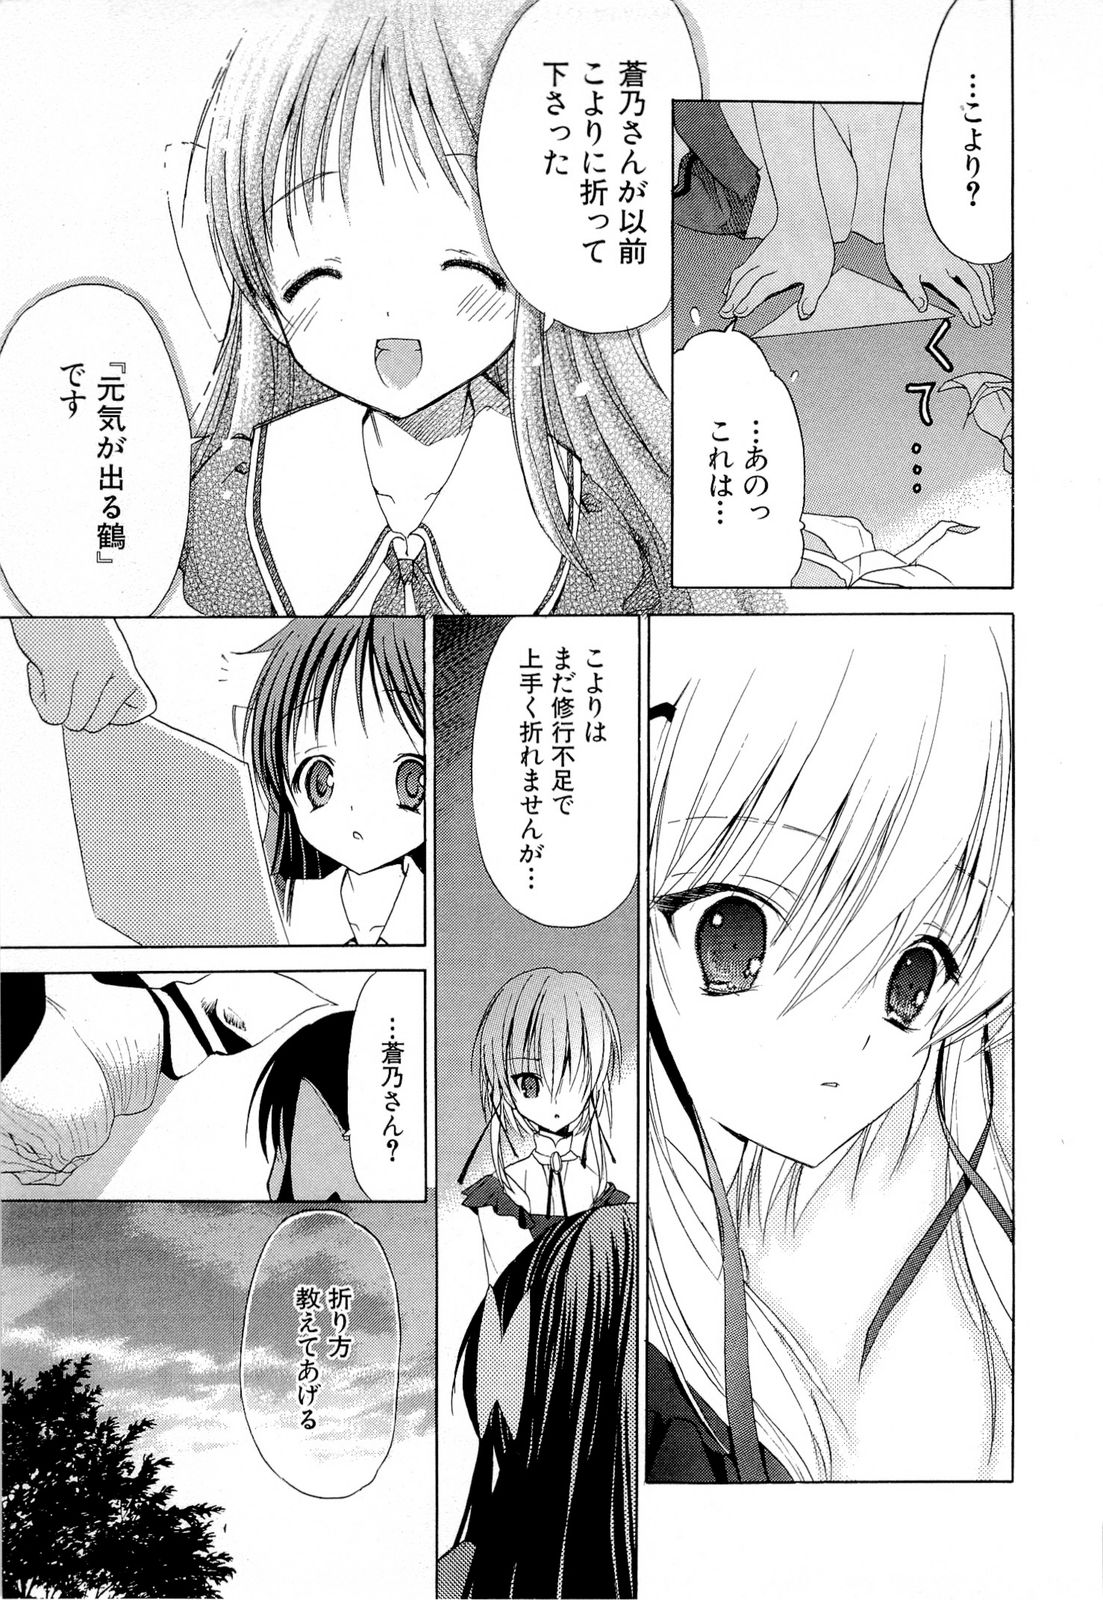 …こより?
…あのっ
これは…
くて…
蒼乃さんが以前
こよりに折って
下さった
『元気が出る鶴』
です
こよりは
まだ修行不足で
上手く折れませんが…
…蒼乃さん?
折り方
教えてあげる